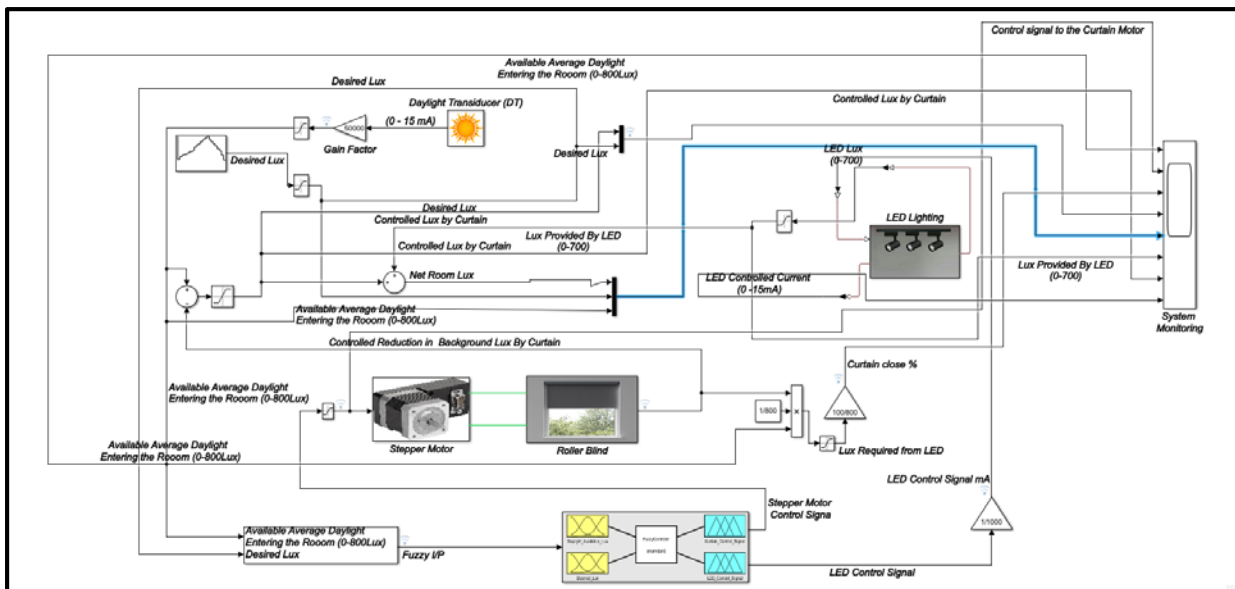 Control signal to the Curtain Motor
Available Average Daylight
Entering the Rooom (0-800Lux)
Desired Lux
Daylight Transiducer (DT)
Controlled Lux by Curtain
(0 - 15 mA)
50000
Gain Factor
Desired Lux
Desired Lux
LED Lux
(0-700)
Desired Lux
Controlled Lux by Curtain
LED Lighting
Lux Provided By LED
(0-700)
Controlled Lux by Curtain
Net Room Lux
LED Controlled Current
(0 -15mA)
Lux Provided By LED
(0-700)
Available Average Daylight
Entering the Rooom (0-800Lux)
System
Monitoring
Controlled Reduction in Background Lux By Curtain
Curtain close %
Available Average Daylight
Entering the Rooom (0-800Lux)
1/800
x
100/800
Stepper Motor
Roller Blind
Lux Required from LED
Available Average Daylight
Entering the Rooom (0-800Lux)
LED Control Signal mA
Stepper Motor
Control Signa
1/1000
Available Average Daylight
Entering the Rooom (0-800Lux)
Desired Lux
Fuzzy I/P
LED Control Signal